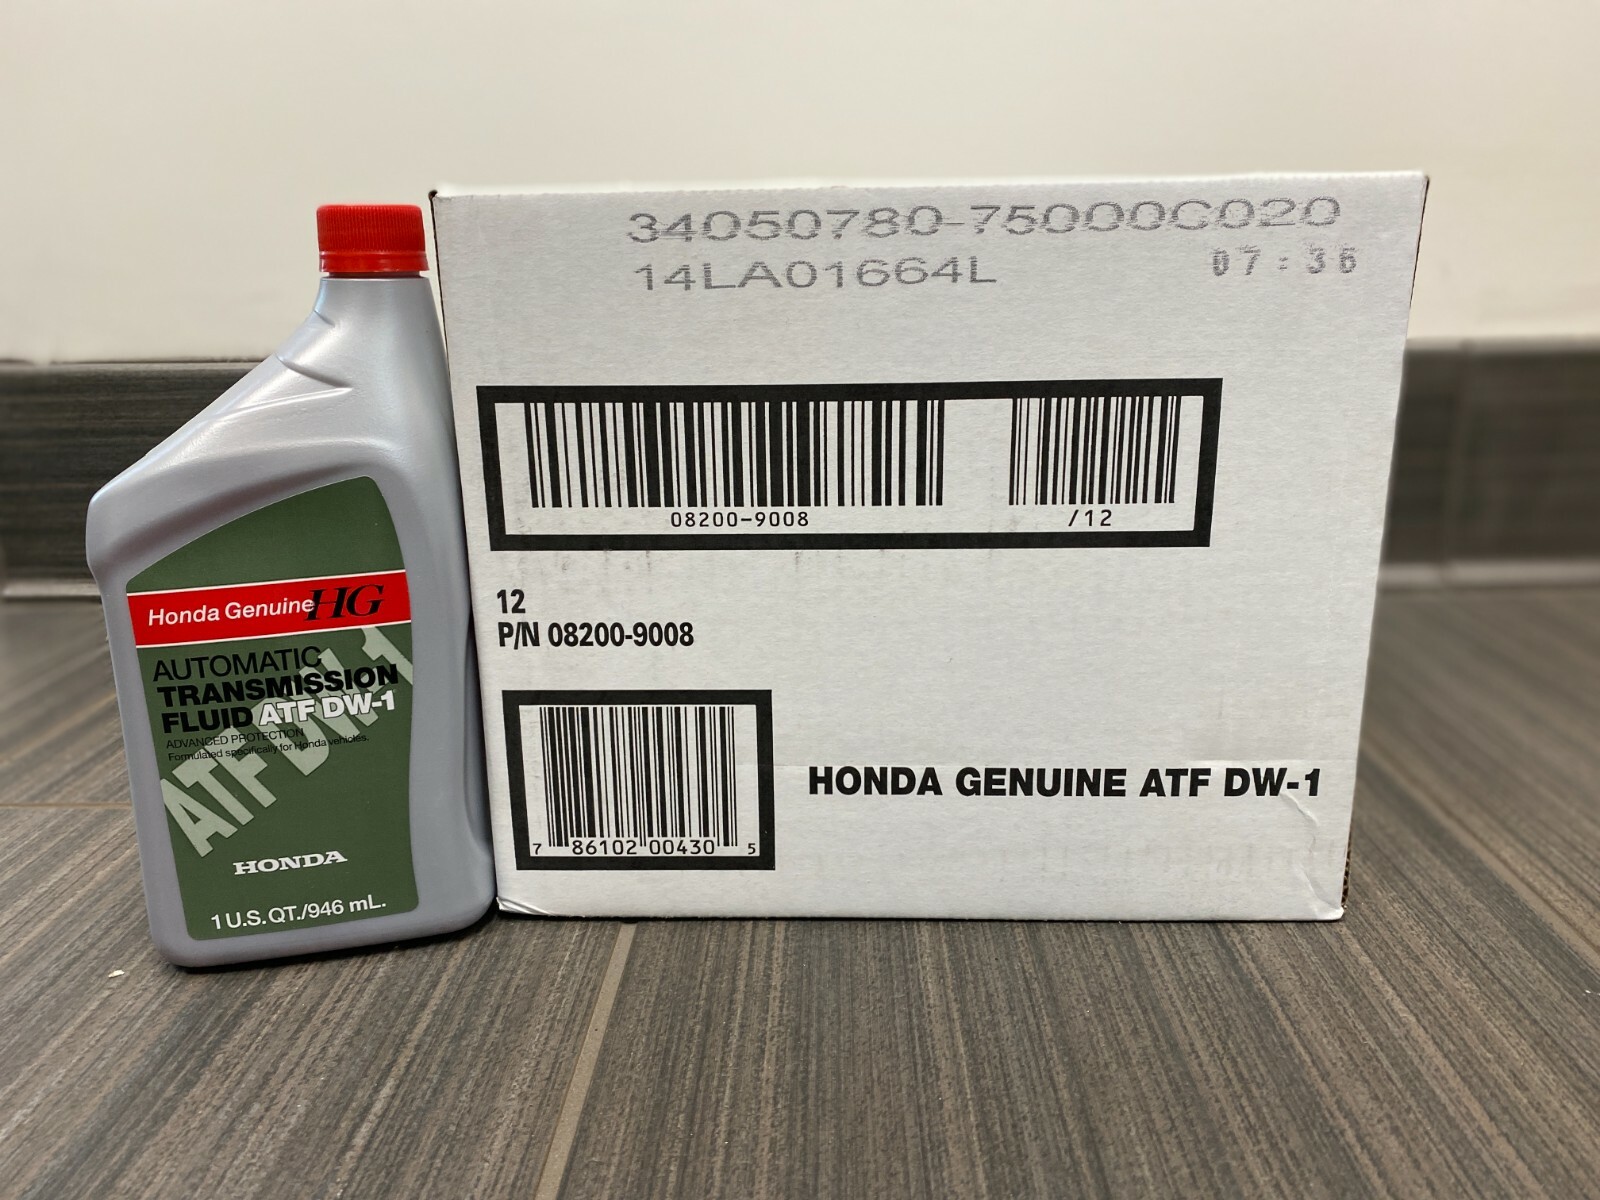 Honda Genuine HG
AUTOMATIC
TRANSMISSION
FLUID ATF DW-1
ADVANCED PROTECTION
Formulated specifically for Honda vehicles.
ATF DW-1
HONDA
1 U.S. QT./946 mL.
34050780-75000C020
14LA01664L
07:36
08200-9008
/12
12
P/N 08200-9008
7 86102 00430 5
HONDA GENUINE ATF DW-1